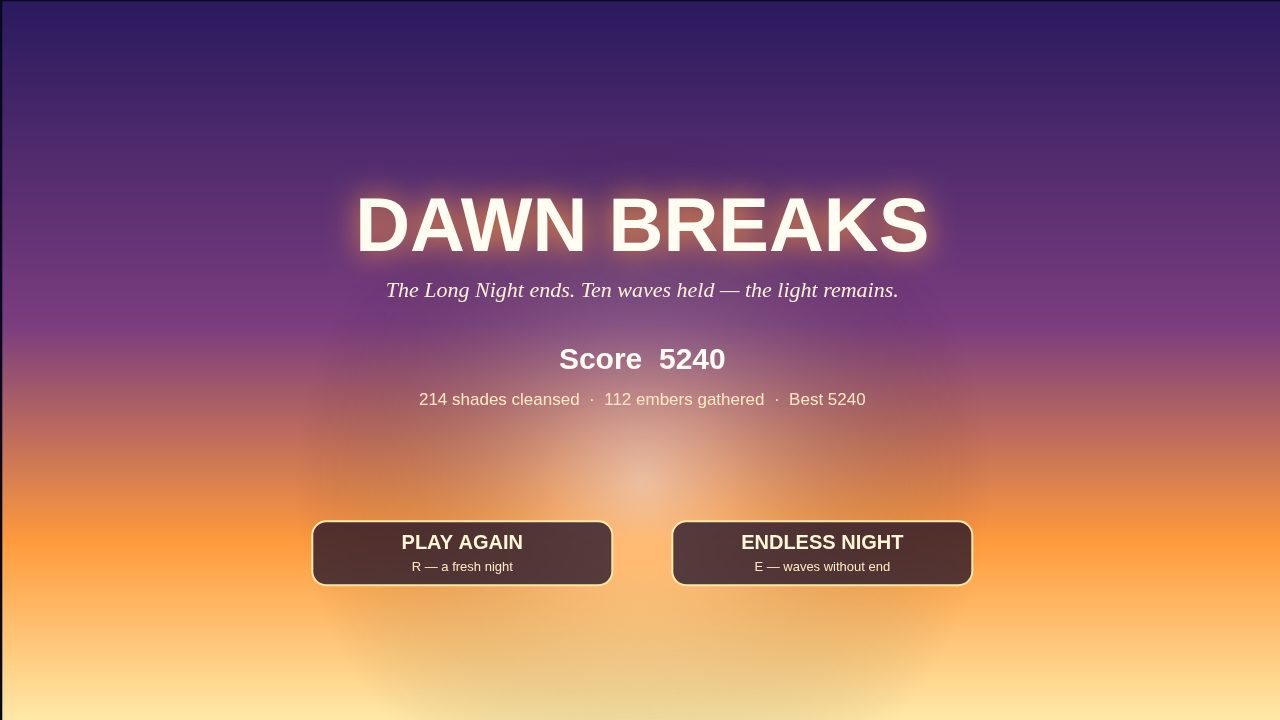 DAWN BREAKS
The Long Night ends. Ten waves held — the light remains.
Score 5240
214 shades cleansed · 112 embers gathered · Best 5240
PLAY AGAIN
R — a fresh night
ENDLESS NIGHT
E — waves without end